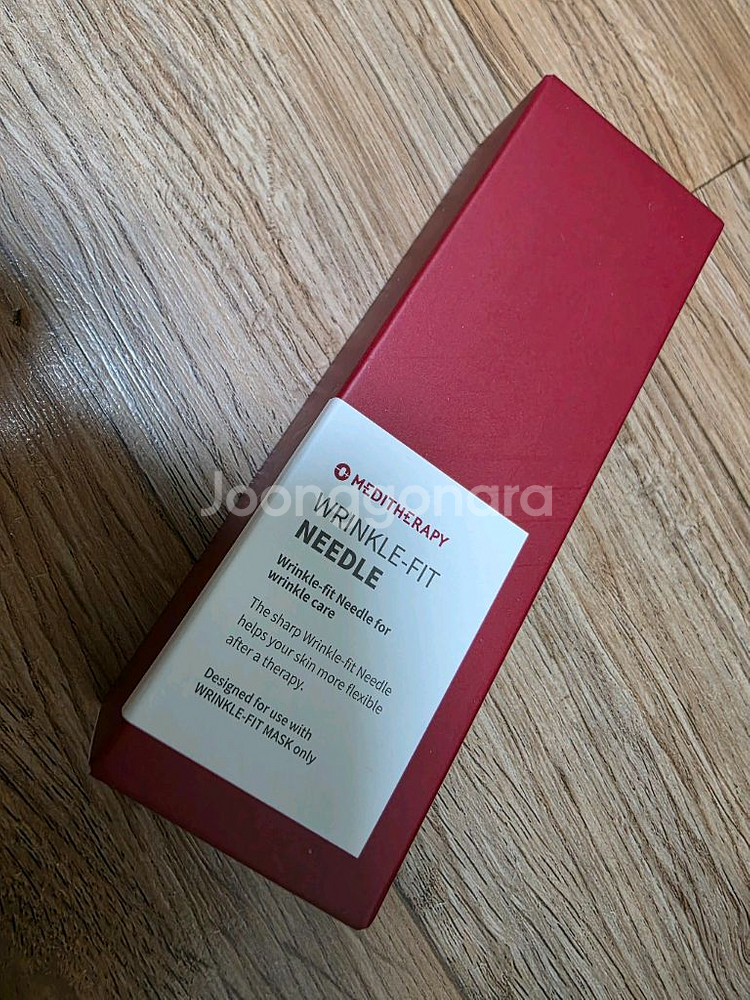 MEDITHERAPY
WRINKLE-FIT
NEEDLE
Wrinkle-fit Needle for
wrinkle care
The sharp Wrinkle-fit Needle
helps your skin more flexible
after a therapy.
Designed for use with
WRINKLE-FIT MASK only
Joonggonara